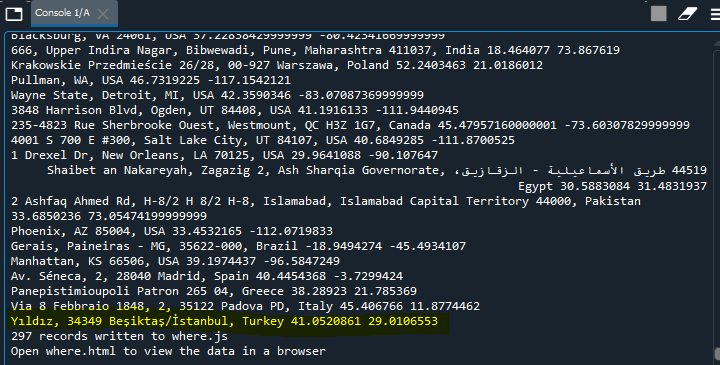 Console 1/A
Blacksburg, VA 24061, USA 37.22838429999999 -80.42341669999999
666, Upper Indira Nagar, Bibwewadi, Pune, Maharashtra 411037, India 18.464077 73.867619
Krakowskie Przedmieście 26/28, 00-927 Warszawa, Poland 52.2403463 21.0186012
Pullman, WA, USA 46.7319225 -117.1542121
Wayne State, Detroit, MI, USA 42.3590346 -83.07087369999999
3848 Harrison Blvd, Ogden, UT 84408, USA 41.1916133 -111.9440945
235-4823 Rue Sherbrooke Ouest, Westmount, QC H3Z 1G7, Canada 45.47957160000001 -73.60307829999999
4001 S 700 E #300, Salt Lake City, UT 84107, USA 40.6849285 -111.8700525
1 Drexel Dr, New Orleans, LA 70125, USA 29.9641088 -90.107647
44519 طريق الأسماعيلية - الزقازيق، Shaibet an Nakareyah, Zagazig 2, Ash Sharqia Governorate,
Egypt 30.5883084 31.4831937
2 Ashfaq Ahmed Rd, H-8/2 H 8/2 H-8, Islamabad, Islamabad Capital Territory 44000, Pakistan
33.6850236 73.05474199999999
Phoenix, AZ 85004, USA 33.4532165 -112.0719833
Gerais, Paineiras - MG, 35622-000, Brazil -18.9494274 -45.4934107
Manhattan, KS 66506, USA 39.1974437 -96.5847249
Av. Séneca, 2, 28040 Madrid, Spain 40.4454368 -3.7299424
Panepistimioupoli Patron 265 04, Greece 38.28923 21.785369
Via 8 Febbraio 1848, 2, 35122 Padova PD, Italy 45.406766 11.8774462
Yıldız, 34349 Beşiktaş/İstanbul, Turkey 41.0520861 29.0106553
297 records written to where.js
Open where.html to view the data in a browser